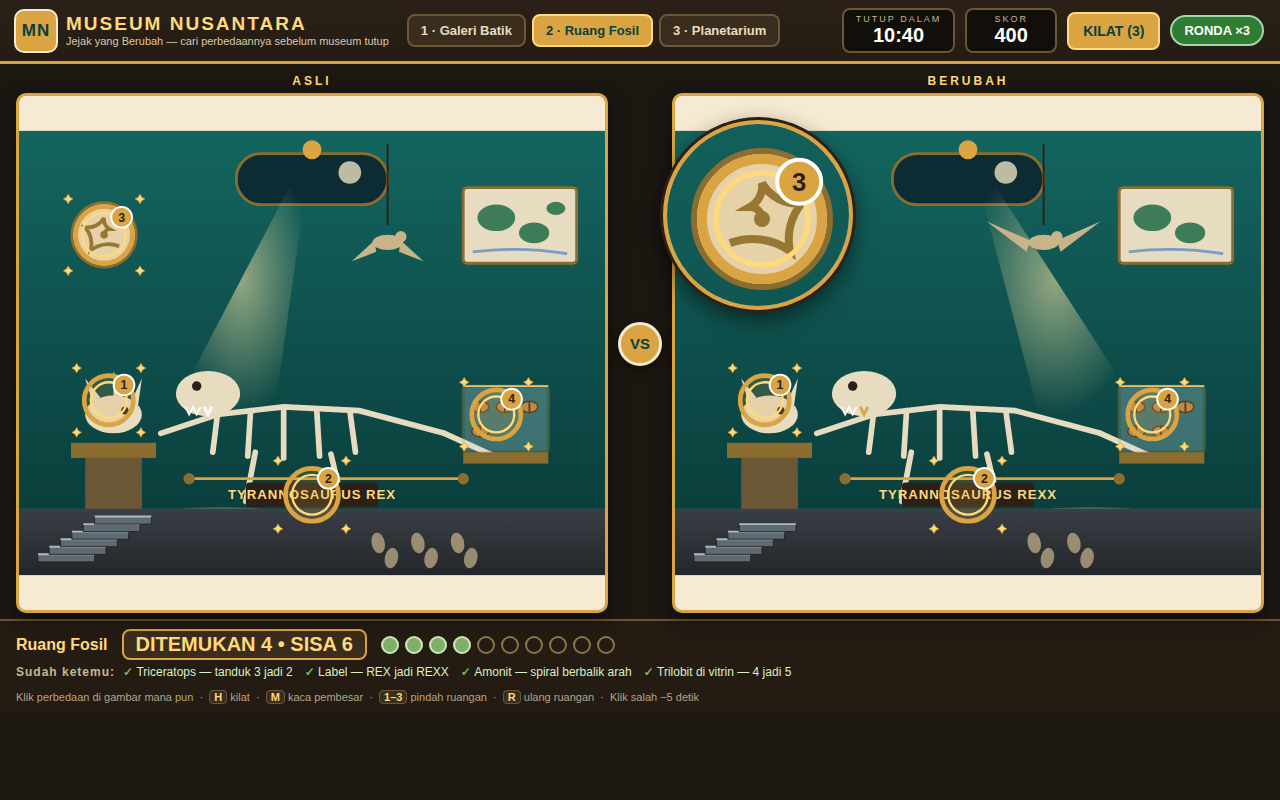 MN
MUSEUM NUSANTARA
Jejak yang Berubah — cari perbedaannya sebelum museum tutup
1 · Galeri Batik
2 · Ruang Fosil
3 · Planetarium
TUTUP DALAM
10:40
SKOR
400
KILAT (3)
RONDA ×3
ASLI
BERUBAH
3
3
1
4
2
TYRANNOSAURUS REX
VS
1
4
2
TYRANNOSAURUS REXX
Ruang Fosil
DITEMUKAN 4 • SISA 6
Sudah ketemu: ✓ Triceratops — tanduk 3 jadi 2 ✓ Label — REX jadi REXX ✓ Amonit — spiral berbalik arah ✓ Trilobit di vitrin — 4 jadi 5
Klik perbedaan di gambar mana pun · H kilat · M kaca pembesar · 1–3 pindah ruangan · R ulang ruangan · Klik salah −5 detik